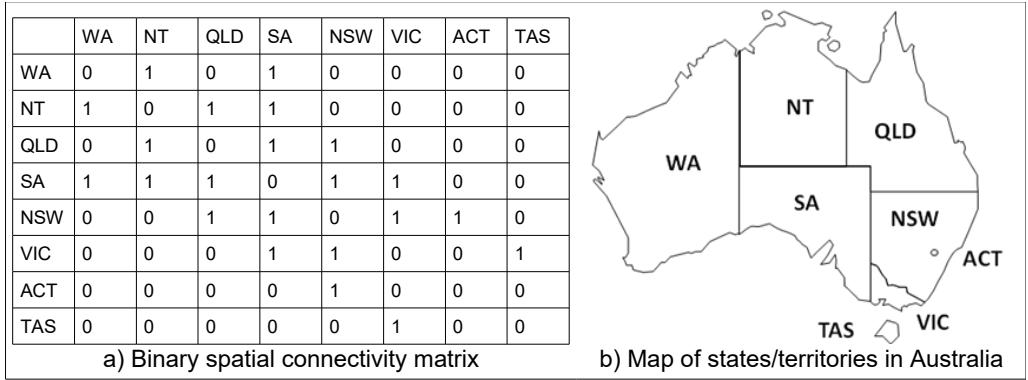 WA NT QLD SA NSW VIC ACT TAS
WA 0 1 0 1 0 0 0 0
NT 1 0 1 1 0 0 0 0
QLD 0 1 0 1 1 0 0 0
SA 1 1 1 0 1 1 0 0
NSW 0 0 1 1 0 1 1 0
VIC 0 0 0 1 1 0 0 1
ACT 0 0 0 0 1 0 0 0
TAS 0 0 0 0 0 1 0 0
a) Binary spatial connectivity matrix
NT
QLD
WA
SA
NSW
ACT
TAS
VIC
b) Map of states/territories in Australia